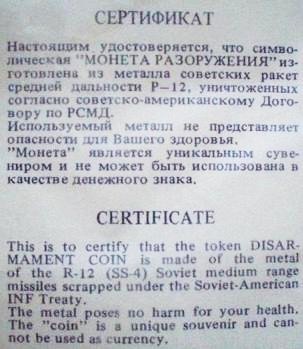 СЕРТИФИКАТ
Настоящим удостоверяется, что симво-
лическая "МОНЕТА РАЗОРУЖЕНИЯ" из-
готовлена из металла советских ракет
средней дальности Р—12, уничтоженных
согласно советско-американскому Дого-
вору по РСМД.
Используемый металл не представляет
опасности для Вашего здоровья.
"Монета" является уникальным суве-
ниром и не может быть использована в
качестве денежного знака.
CERTIFICATE
This is to certify that the token DISAR-
MAMENT COIN is made of the metal
of the R-12 (SS-4) Soviet medium range
missiles scrapped under the Soviet-American
INF Treaty.
The metal poses no harm for your health.
The "coin" is a unique souvenir and can-
not be used as currency.